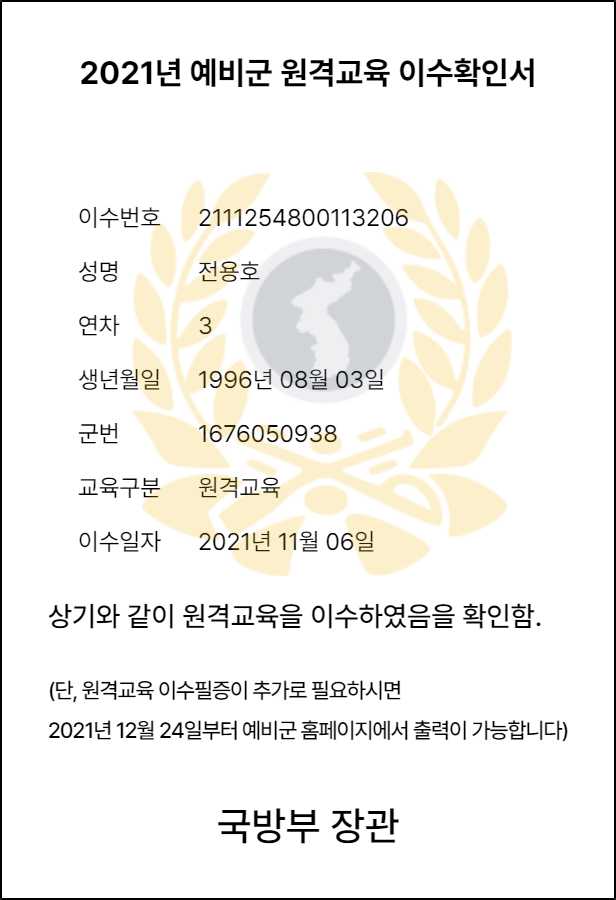 2021년 예비군 원격교육 이수확인서
이수번호 2111254800113206
성명 전용호
연차 3
생년월일 1996년 08월 03일
군번 1676050938
교육구분 원격교육
이수일자 2021년 11월 06일
상기와 같이 원격교육을 이수하였음을 확인함.
(단, 원격교육 이수필증이 추가로 필요하시면
2021년 12월 24일부터 예비군 홈페이지에서 출력이 가능합니다)
국방부 장관